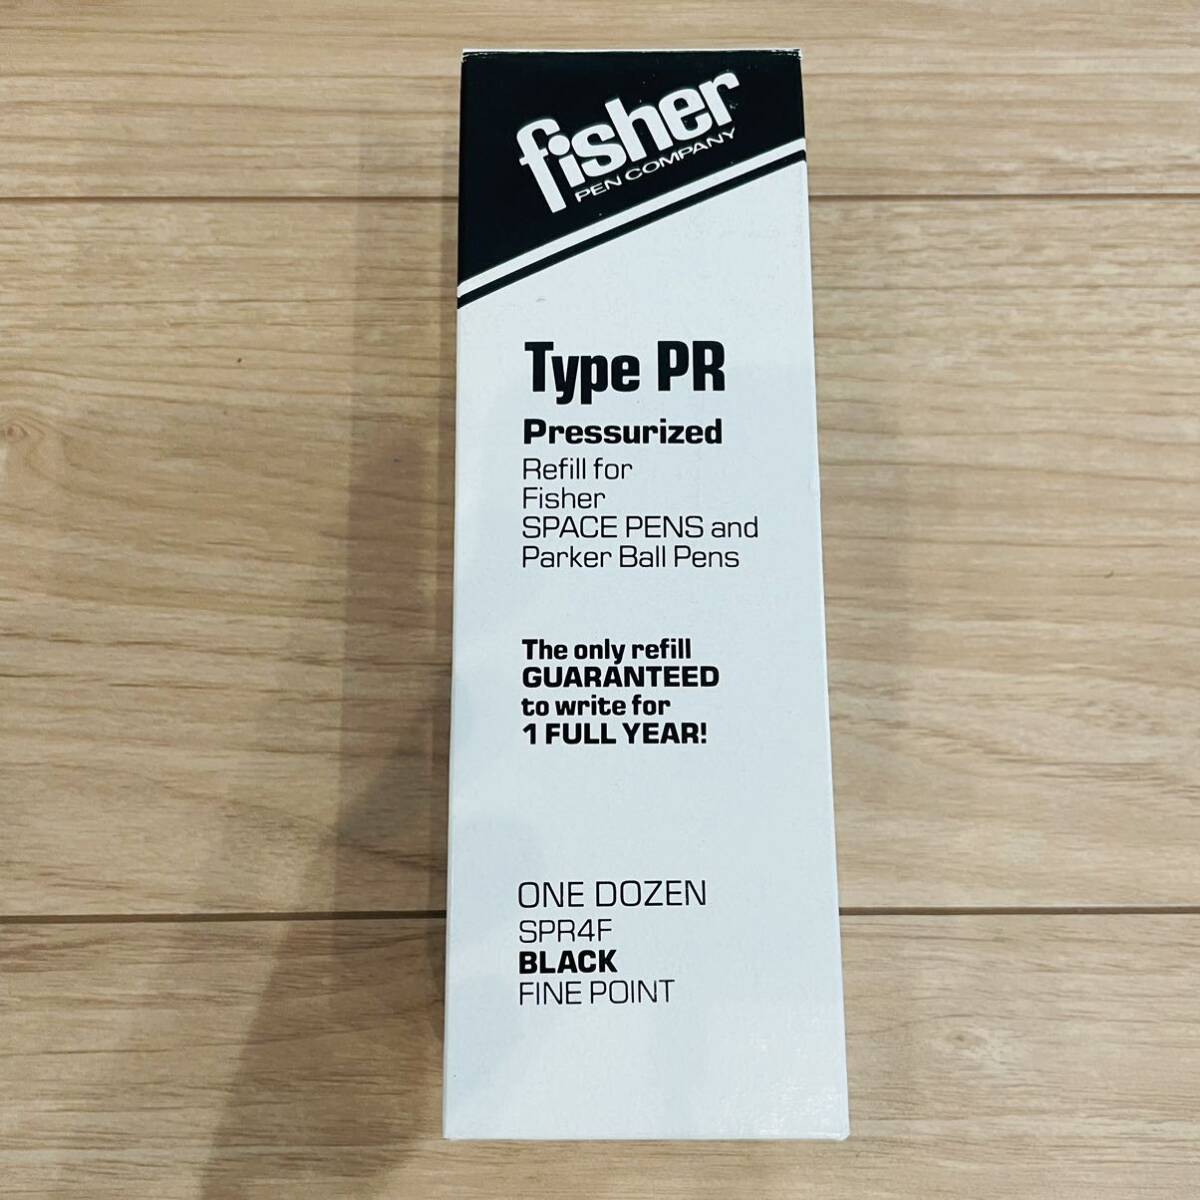 fisher
PEN COMPANY
Type PR
Pressurized
Refill for
Fisher
SPACE PENS and
Parker Ball Pens
The only refill
GUARANTEED
to write for
1 FULL YEAR!
ONE DOZEN
SPR4F
BLACK
FINE POINT